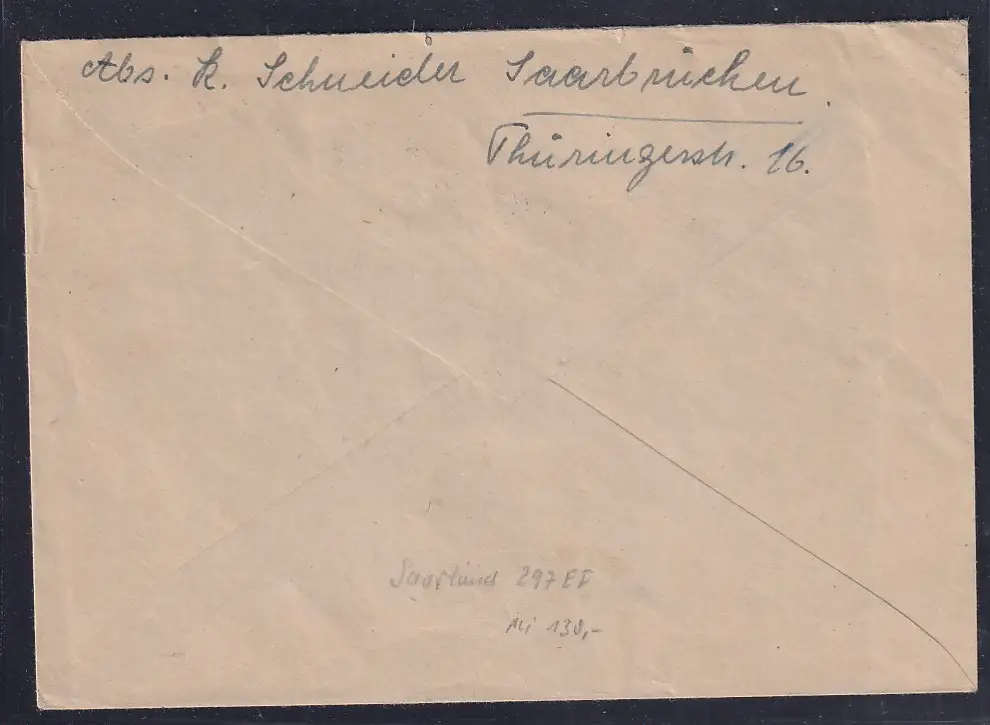 Abs. K. Schneider Saarbrücken
Thüringerstr. 16.
Saarland 297 EF
Mi 130,-